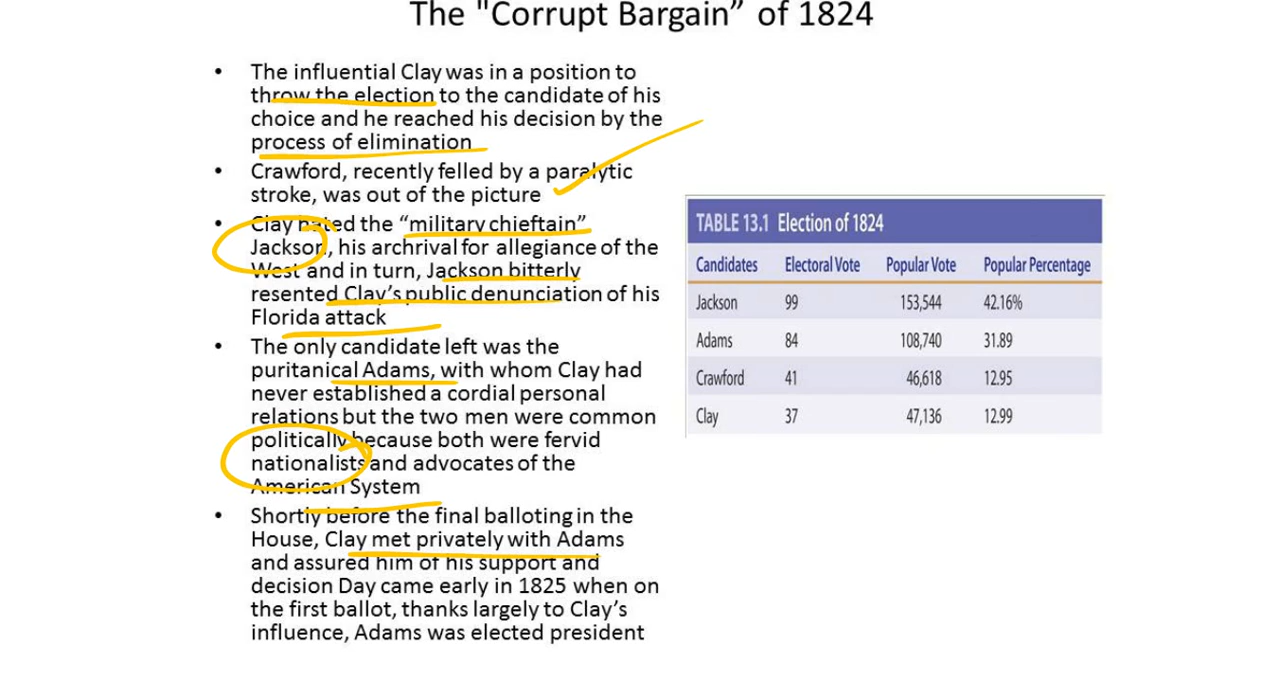 The "Corrupt Bargain” of 1824
• The influential Clay was in a position to
throw the election to the candidate of his
choice and he reached his decision by the
process of elimination
• Crawford, recently felled by a paralytic
stroke, was out of the picture
• Clay hated the “military chieftain”
Jackson, his archrival for allegiance of the
West and in turn, Jackson bitterly
resented Clay’s public denunciation of his
Florida attack
• The only candidate left was the
puritanical Adams, with whom Clay had
never established a cordial personal
relations but the two men were common
politically because both were fervid
nationalists and advocates of the
American System
• Shortly before the final balloting in the
House, Clay met privately with Adams
and assured him of his support and
decision Day came early in 1825 when on
the first ballot, thanks largely to Clay’s
influence, Adams was elected president
TABLE 13.1 Election of 1824
Candidates Electoral Vote Popular Vote Popular Percentage
Jackson 99 153,544 42.16%
Adams 84 108,740 31.89
Crawford 41 46,618 12.95
Clay 37 47,136 12.99